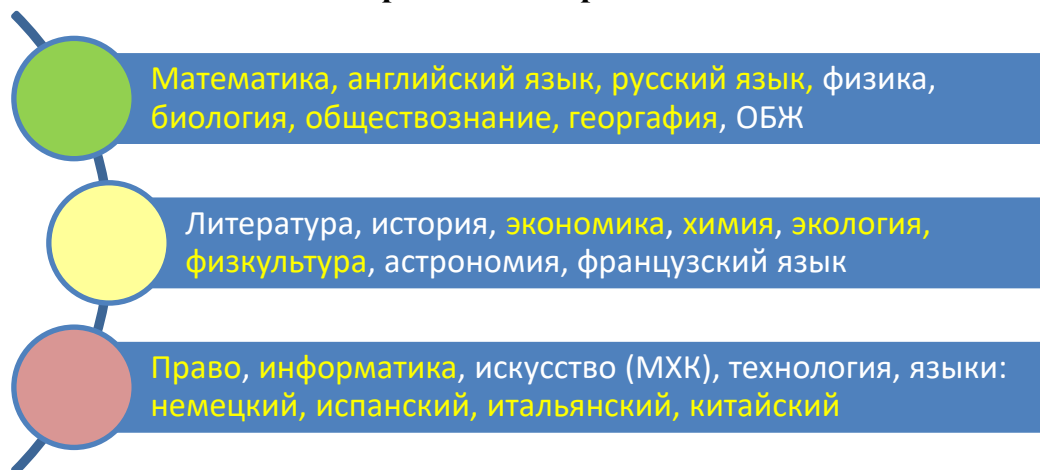 Математика, английский язык, русский язык, физика,
биология, обществознание, георгафия, ОБЖ
Литература, история, экономика, химия, экология,
физкультура, астрономия, французский язык
Право, информатика, искусство (МХК), технология, языки:
немецкий, испанский, итальянский, китайский